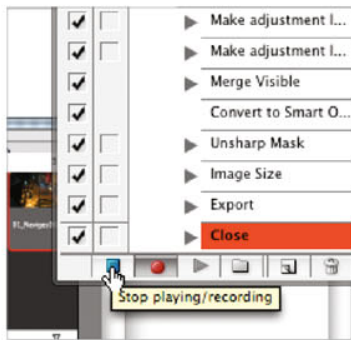 Make adjustment l...
Make adjustment l...
Merge Visible
Convert to Smart O...
Unsharp Mask
Image Size
Export
Close
Stop playing/recording